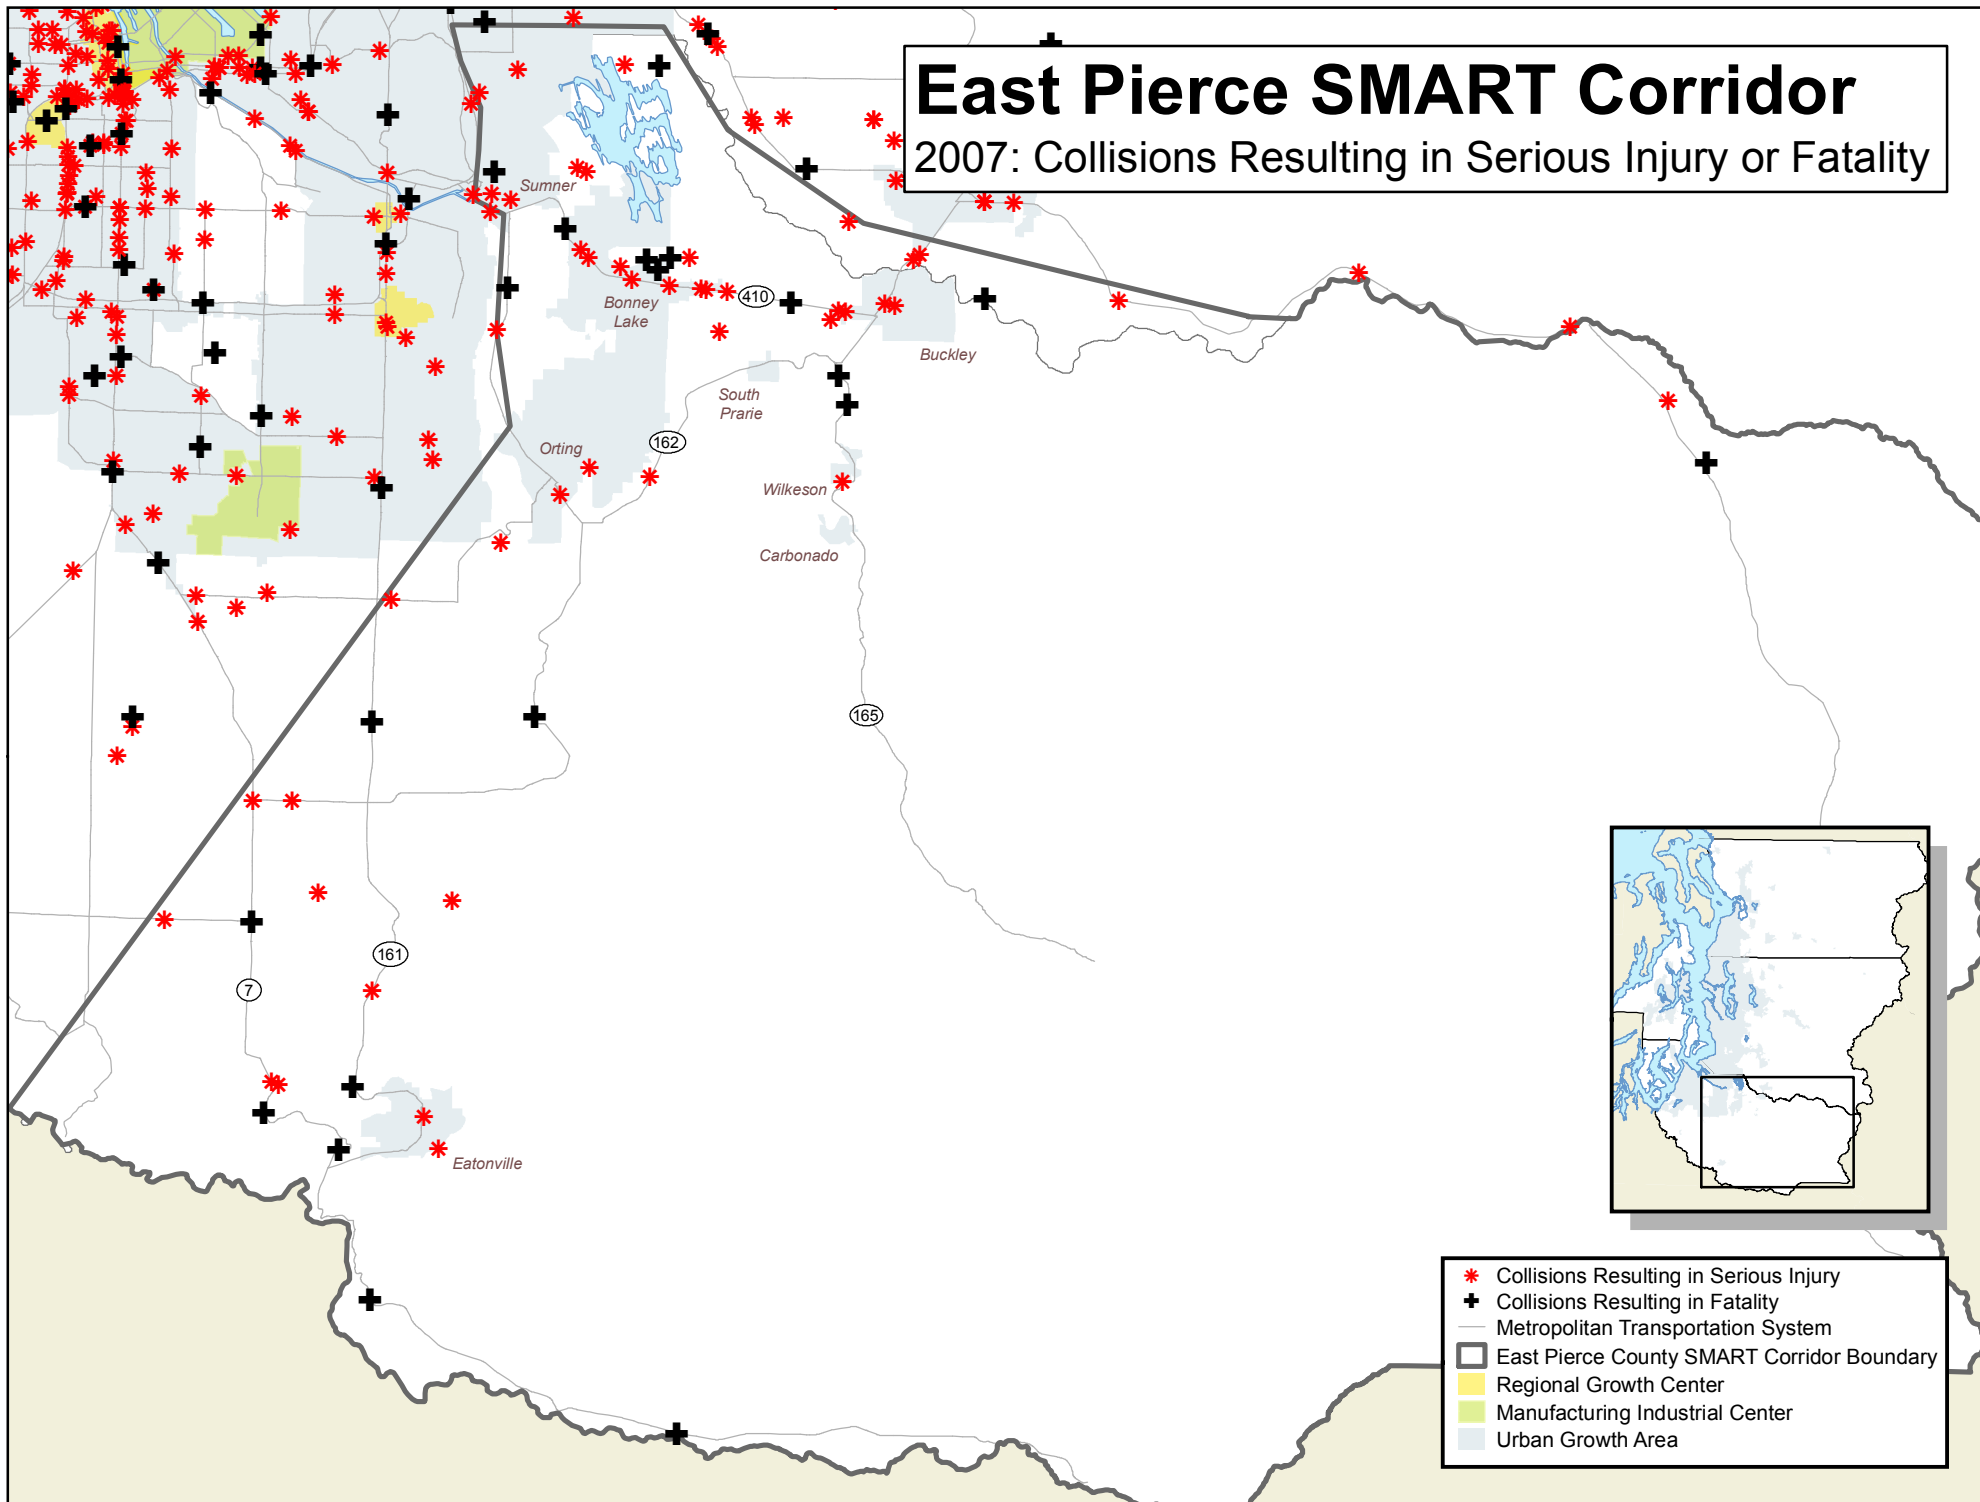 East Pierce SMART Corridor
2007: Collisions Resulting in Serious Injury or Fatality
Sumner
Bonney
Lake
410
Buckley
South
Prarie
162
Orting
Wilkeson
Carbonado
165
161
7
Eatonville
Collisions Resulting in Serious Injury
Collisions Resulting in Fatality
Metropolitan Transportation System
East Pierce County SMART Corridor Boundary
Regional Growth Center
Manufacturing Industrial Center
Urban Growth Area